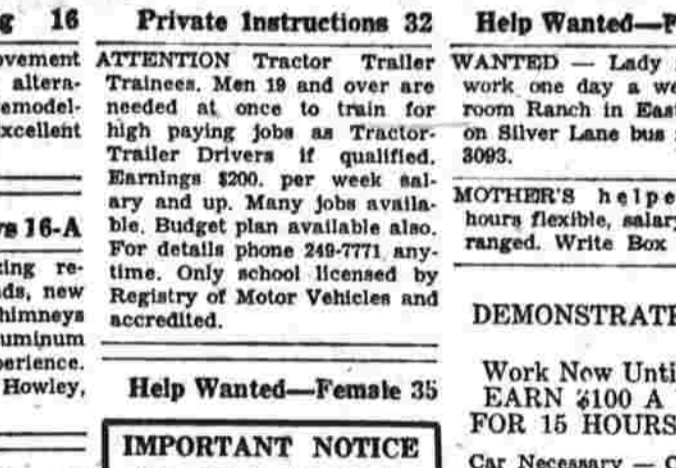 16
ovement
altera-
emodel-
xcellent
16-A
ing re-
ds, new
himneys
uminum
perience.
Howley,
Private Instructions 32
ATTENTION Tractor Trailer
Trainees. Men 19 and over are
needed at once to train for
high paying jobs as Tractor-
Trailer Drivers if qualified.
Earnings $200. per week sal-
ary and up. Many jobs availa-
ble. Budget plan available also.
For details phone 249-7771 any-
time. Only school licensed by
Registry of Motor Vehicles and
accredited.
Help Wanted—Female 35
IMPORTANT NOTICE
Help Wanted—F
WANTED — Lady
work one day a we
room Ranch in Eas
on Silver Lane bus
3093.
MOTHER'S helpe
hours flexible, salary
ranged. Write Box
DEMONSTRATE
Work Now Unti
EARN $100 A
FOR 15 HOURS
Car Necessary —